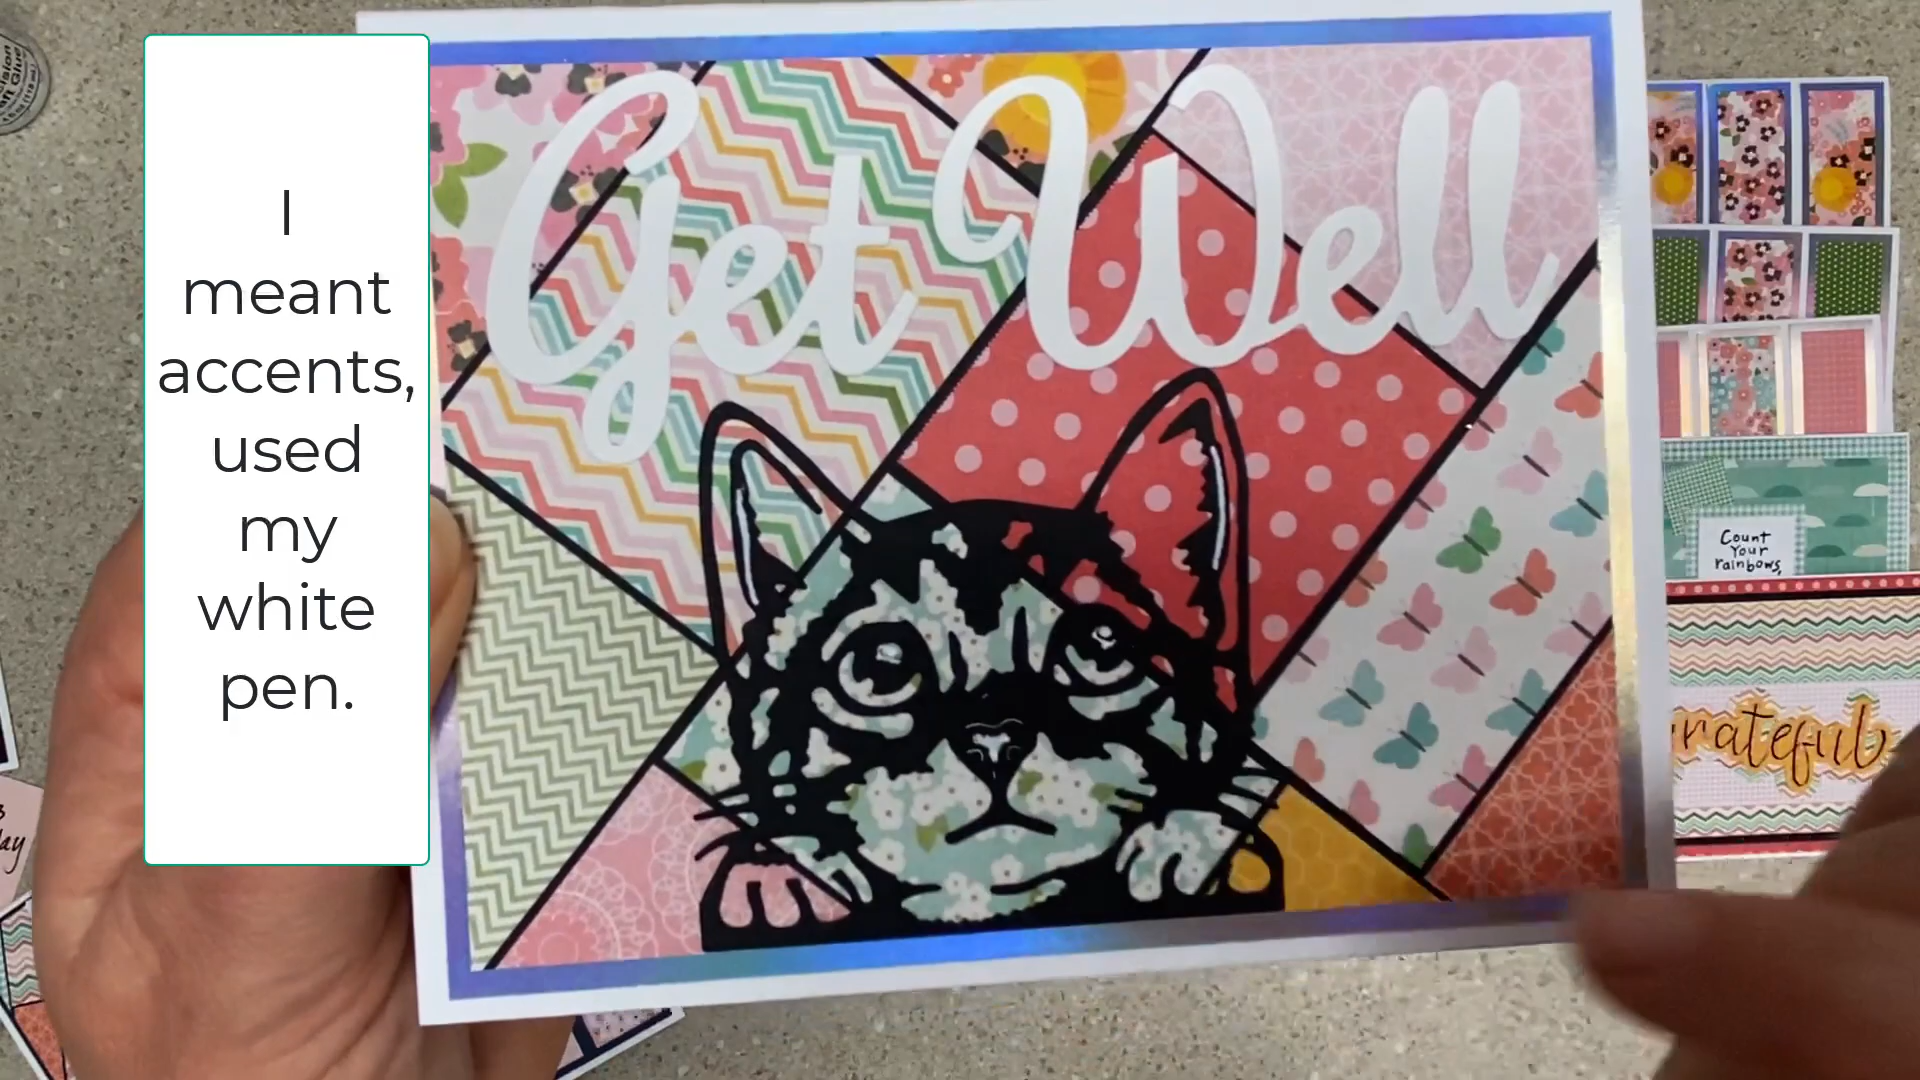 I
meant
accents,
used
my
white
pen.
Get Well
Count
Your
rainbows,
rateful